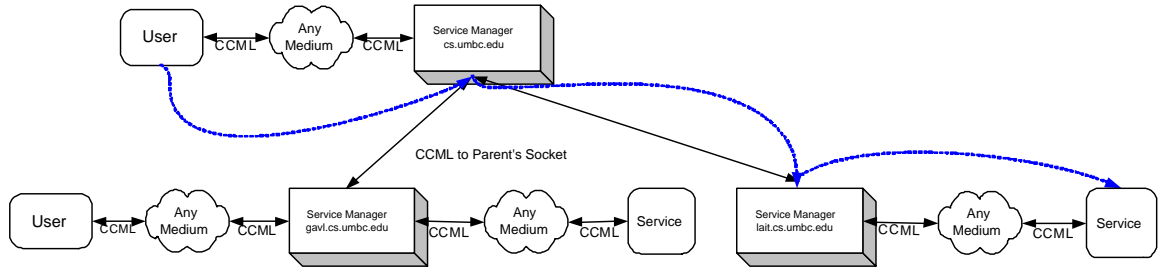 User
CCML
Any
Medium
CCML
Service Manager
cs.umbc.edu
CCML to Parent's Socket
User
CCML
Any
Medium
CCML
Service Manager
gavl.cs.umbc.edu
CCML
Any
Medium
CCML
Service
Service Manager
lait.cs.umbc.edu
CCML
Any
Medium
CCML
Service